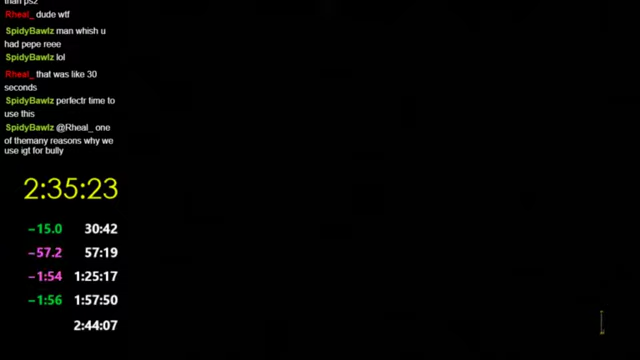 than ps2
Rheal_ dude wtf
SpidyBawlz man whish u
had pepe reee
SpidyBawlz lol
Rheal_ that was like 30
seconds
SpidyBawlz perfectr time to
use this
SpidyBawlz @Rheal_ one
of themany reasons why we
use igt for bully
2:35:23
−15.0 30:42
−57.2 57:19
−1:54 1:25:17
−1:56 1:57:50
2:44:07